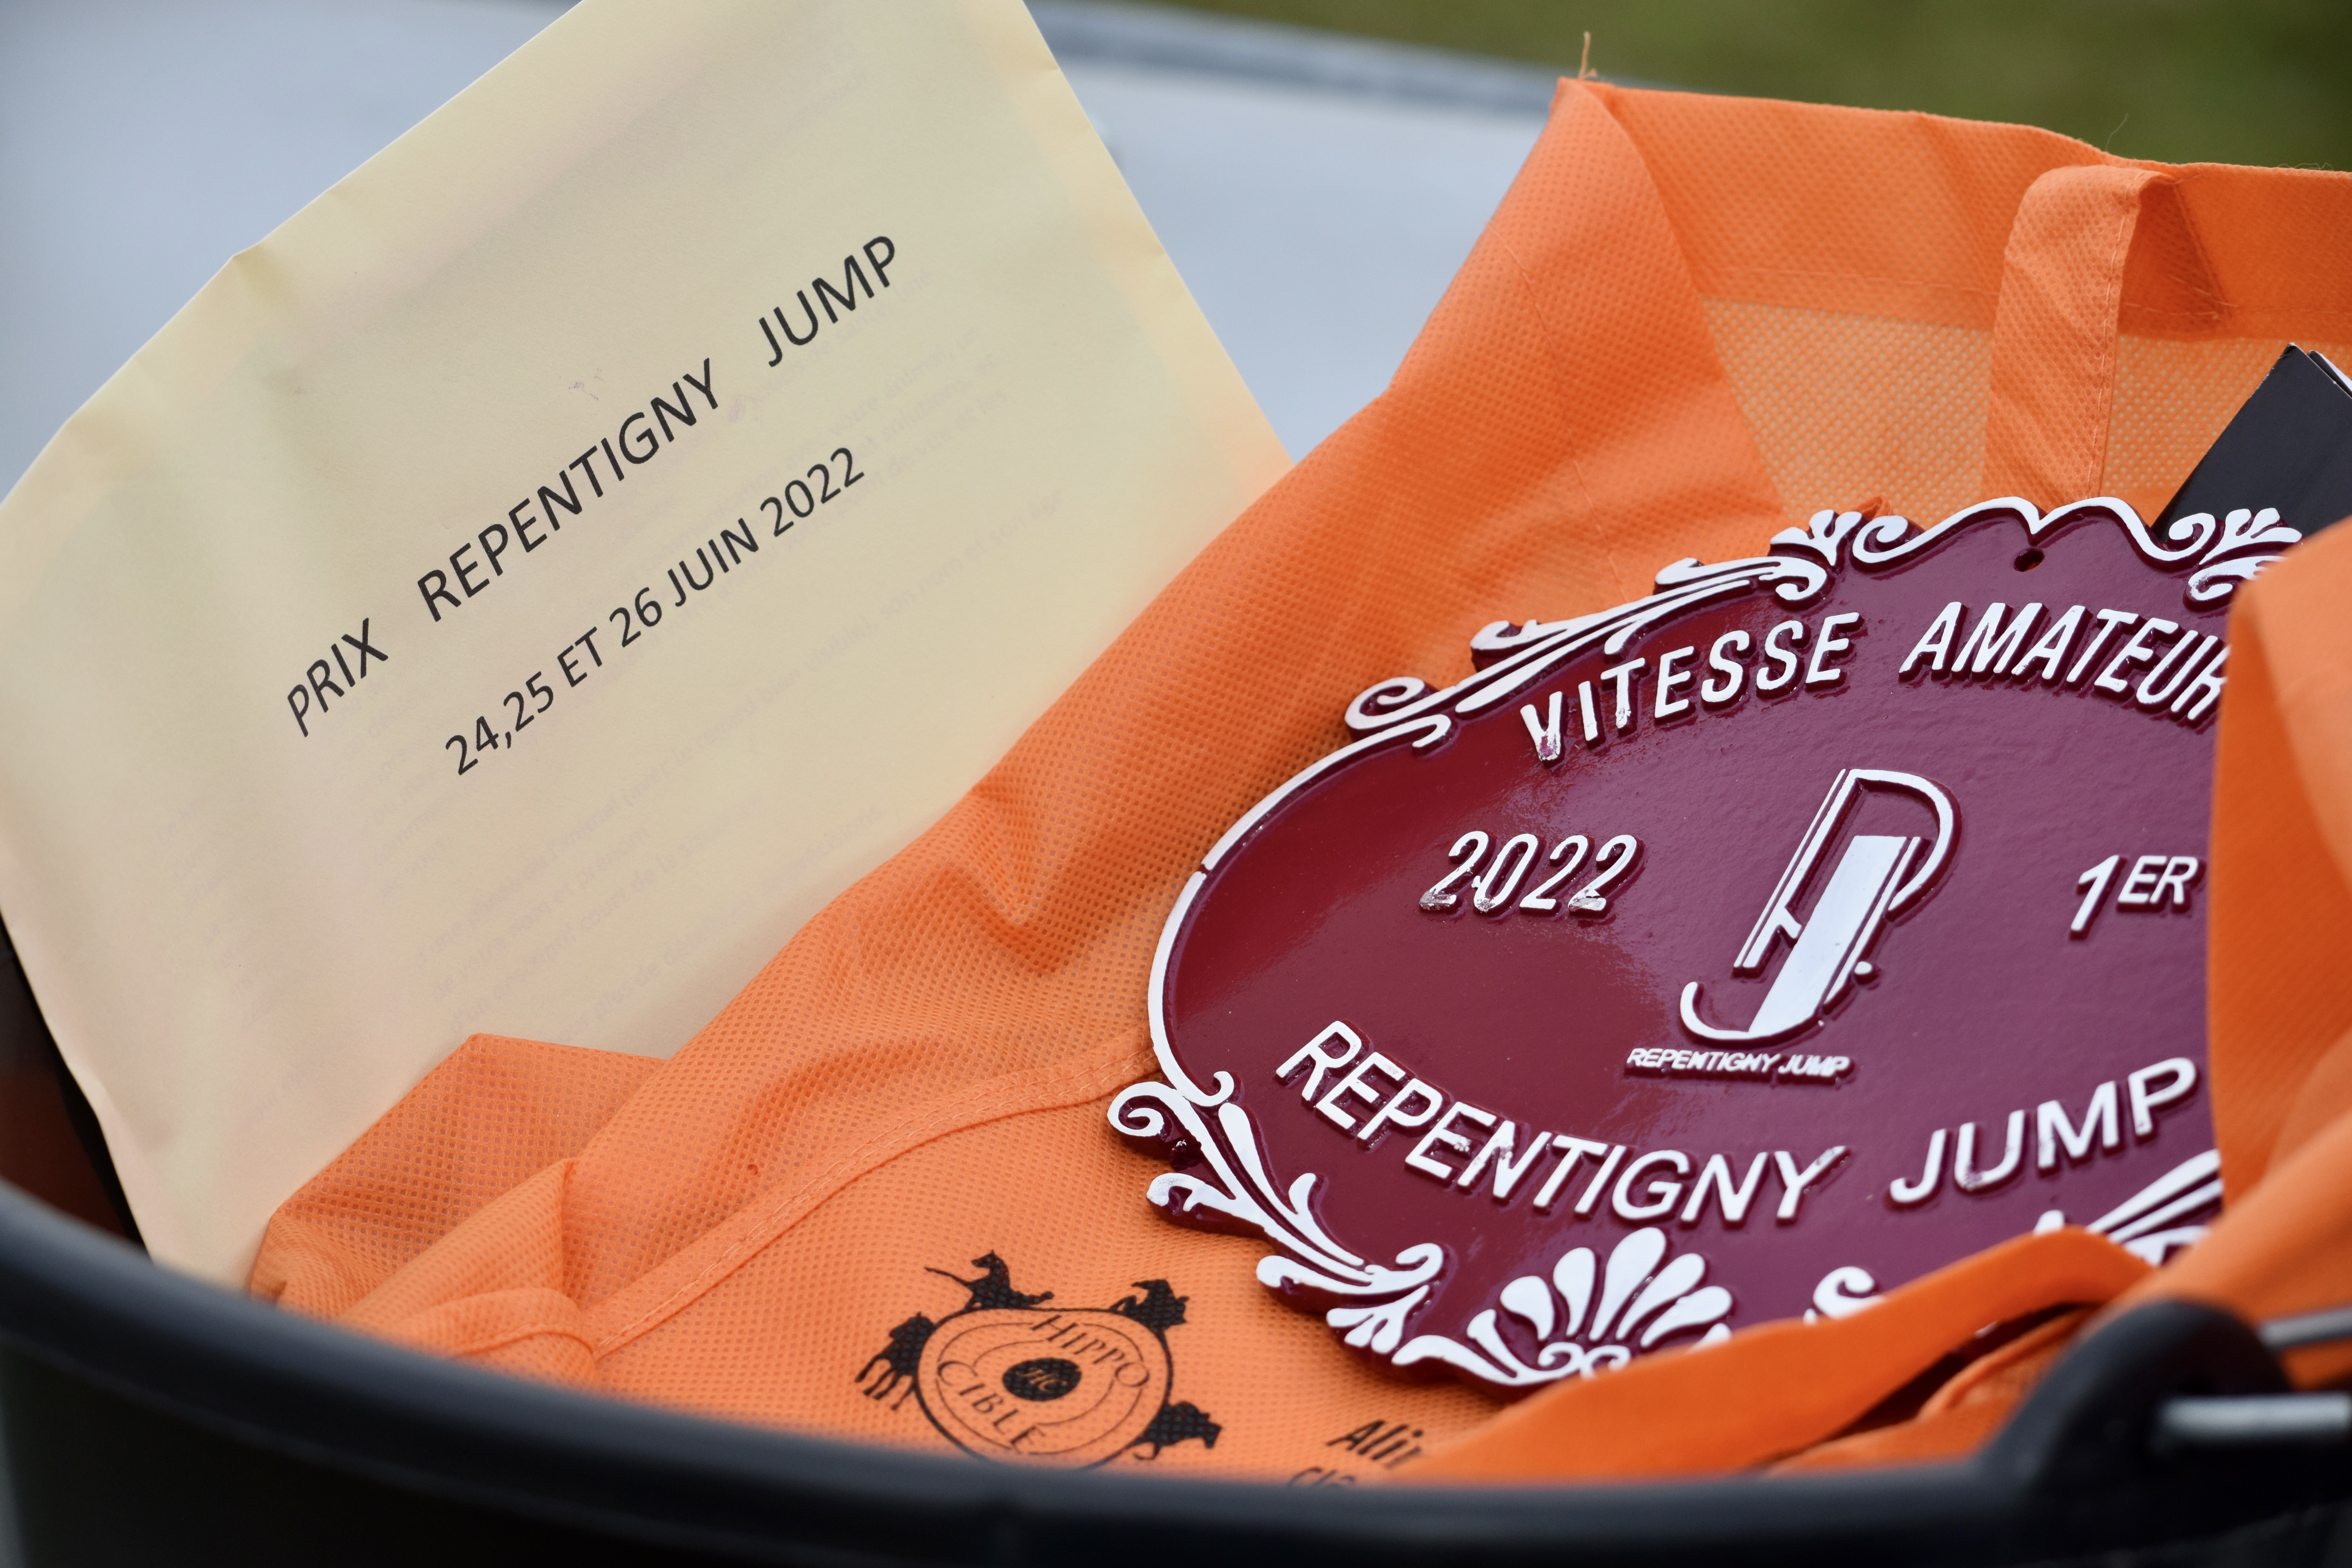 PRIX REPENTIGNY JUMP
24,25 ET 26 JUIN 2022
VITESSE AMATEUR
2022
1ER
REPENTIGNY JUMP
REPENTIGNY JUMP
HIPPO
CIBLE